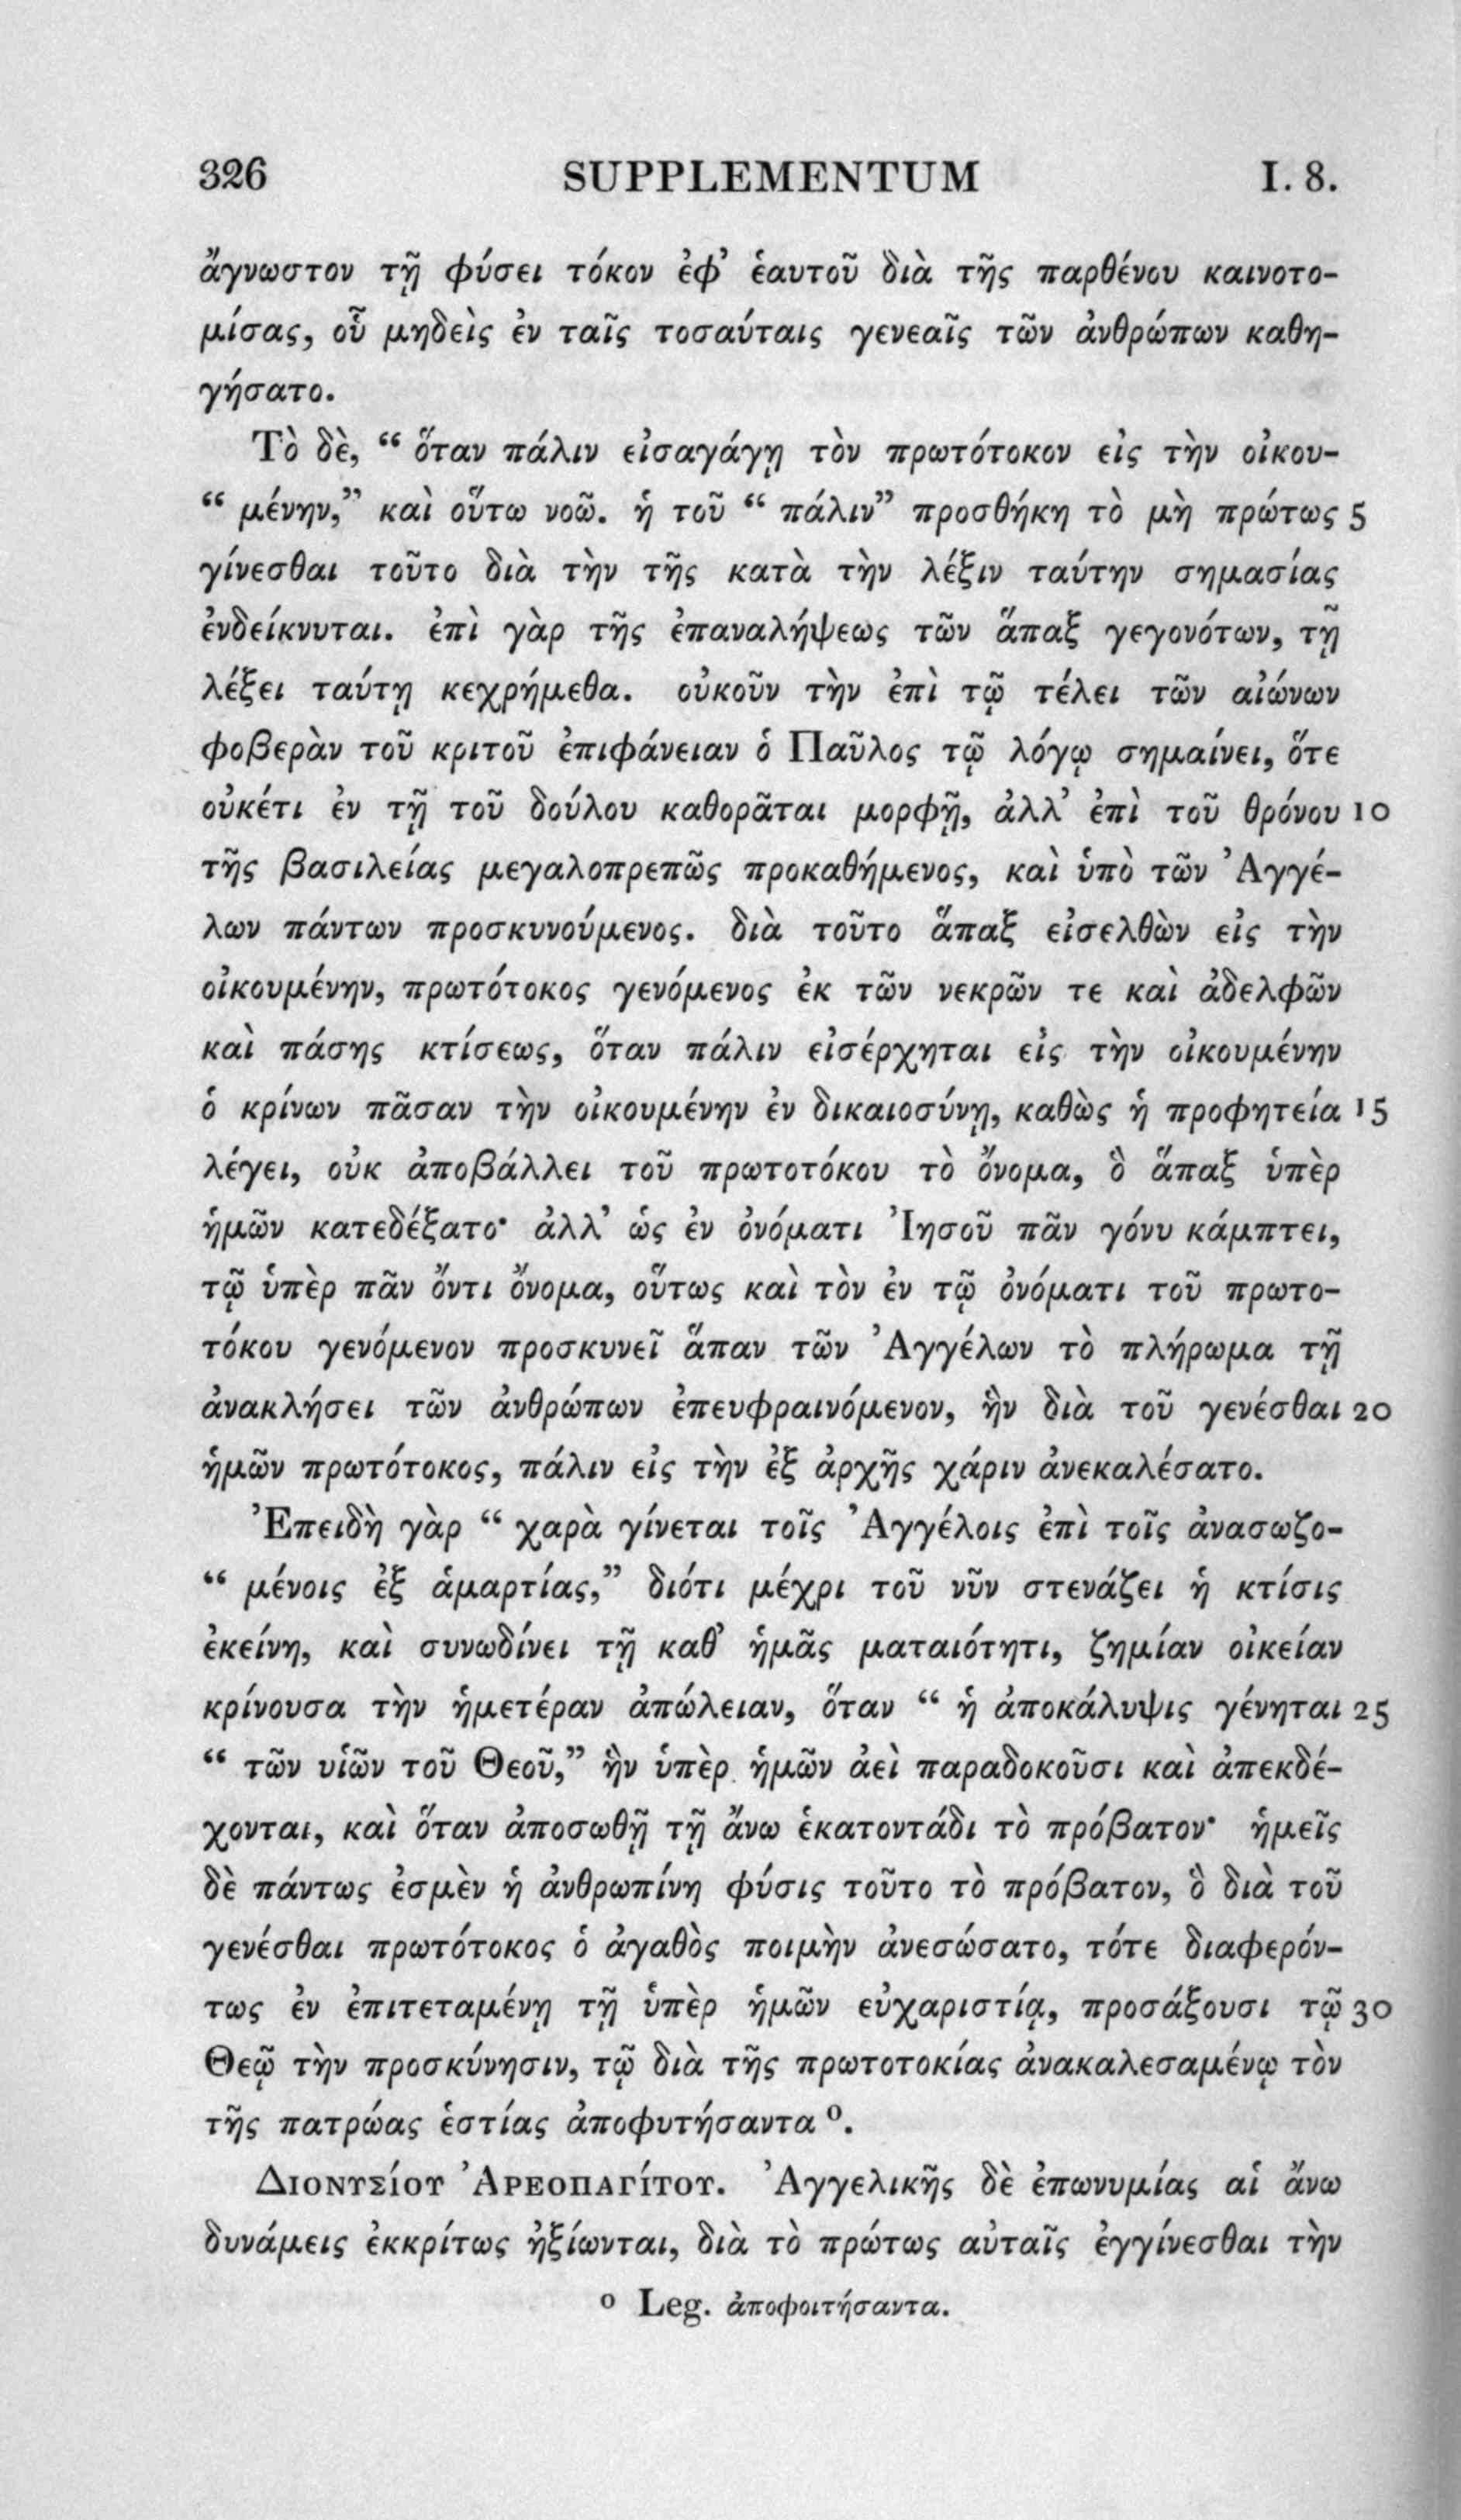 326 SUPPLEMENTUM I. 8.
ἄγνωστον τῇ φύσει τόκον ἐφ’ ἑαυτοῦ διὰ τῆς παρθένου καινοτο-
μίσας, οὗ μηδεὶς ἐν ταῖς τοσαύταις γενεαῖς τῶν ἀνθρώπων καθη-
γήσατο.
Τὸ δὲ, “ ὅταν πάλιν εἰσαγάγῃ τὸν πρωτότοκον εἰς τὴν οἰκου-
“ μένην,” καὶ οὕτω νοῶ. ἡ τοῦ “ πάλιν” προσθήκη τὸ μὴ πρώτως 5
γίνεσθαι τοῦτο διὰ τὴν τῆς κατὰ τὴν λέξιν ταύτην σημασίας
ἐνδείκνυται. ἐπὶ γὰρ τῆς ἐπαναλήψεως τῶν ἅπαξ γεγονότων, τῇ
λέξει ταύτῃ κεχρήμεθα. οὐκοῦν τὴν ἐπὶ τῷ τέλει τῶν αἰώνων
φοβερὰν τοῦ κριτοῦ ἐπιφάνειαν ὁ Παῦλος τῷ λόγῳ σημαίνει, ὅτε
οὐκέτι ἐν τῇ τοῦ δούλου καθορᾶται μορφῇ, ἀλλ’ ἐπὶ τοῦ θρόνου 10
τῆς βασιλείας μεγαλοπρεπῶς προκαθήμενος, καὶ ὑπὸ τῶν Ἀγγέ-
λων πάντων προσκυνούμενος. διὰ τοῦτο ἅπαξ εἰσελθὼν εἰς τὴν
οἰκουμένην, πρωτότοκος γενόμενος ἐκ τῶν νεκρῶν τε καὶ ἀδελφῶν
καὶ πάσης κτίσεως, ὅταν πάλιν εἰσέρχηται εἰς τὴν οἰκουμένην
ὁ κρίνων πᾶσαν τὴν οἰκουμένην ἐν δικαιοσύνῃ, καθὼς ἡ προφητεία 15
λέγει, οὐκ ἀποβάλλει τοῦ πρωτοτόκου τὸ ὄνομα, ὃ ἅπαξ ὑπὲρ
ἡμῶν κατεδέξατο· ἀλλ’ ὡς ἐν ὀνόματι Ἰησοῦ πᾶν γόνυ κάμπτει,
τῷ ὑπὲρ πᾶν ὄντι ὄνομα, οὕτως καὶ τὸν ἐν τῷ ὀνόματι τοῦ πρωτο-
τόκου γενόμενον προσκυνεῖ ἅπαν τῶν Ἀγγέλων τὸ πλήρωμα τῇ
ἀνακλήσει τῶν ἀνθρώπων ἐπευφραινόμενον, ἣν διὰ τοῦ γενέσθαι 20
ἡμῶν πρωτότοκος, πάλιν εἰς τὴν ἐξ ἀρχῆς χάριν ἀνεκαλέσατο.
Ἐπειδὴ γὰρ “ χαρὰ γίνεται τοῖς Ἀγγέλοις ἐπὶ τοῖς ἀνασωζο-
“ μένοις ἐξ ἁμαρτίας,” διότι μέχρι τοῦ νῦν στενάζει ἡ κτίσις
ἐκείνη, καὶ συνωδίνει τῇ καθ’ ἡμᾶς ματαιότητι, ζημίαν οἰκείαν
κρίνουσα τὴν ἡμετέραν ἀπώλειαν, ὅταν “ ἡ ἀποκάλυψις γένηται 25
“ τῶν υἱῶν τοῦ Θεοῦ,” ἣν ὑπὲρ ἡμῶν ἀεὶ παραδοκοῦσι καὶ ἀπεκδέ-
χονται, καὶ ὅταν ἀποσωθῇ τῇ ἄνω ἑκατοντάδι τὸ πρόβατον· ἡμεῖς
δὲ πάντως ἐσμὲν ἡ ἀνθρωπίνη φύσις τοῦτο τὸ πρόβατον, ὃ διὰ τοῦ
γενέσθαι πρωτότοκος ὁ ἀγαθὸς ποιμὴν ἀνεσώσατο, τότε διαφερόν-
τως ἐν ἐπιτεταμένῃ τῇ ὑπὲρ ἡμῶν εὐχαριστίᾳ, προσάξουσι τῷ 30
Θεῷ τὴν προσκύνησιν, τῷ διὰ τῆς πρωτοτοκίας ἀνακαλεσαμένῳ τὸν
τῆς πατρώας ἑστίας ἀποφυτήσαντα ᵒ.
Διονυσίου Ἀρεοπαγίτου. Ἀγγελικῆς δὲ ἐπωνυμίας αἱ ἄνω
δυνάμεις ἐκκρίτως ἠξίωνται, διὰ τὸ πρώτως αὐταῖς ἐγγίνεσθαι τὴν
ᵒ Leg. ἀποφοιτήσαντα.